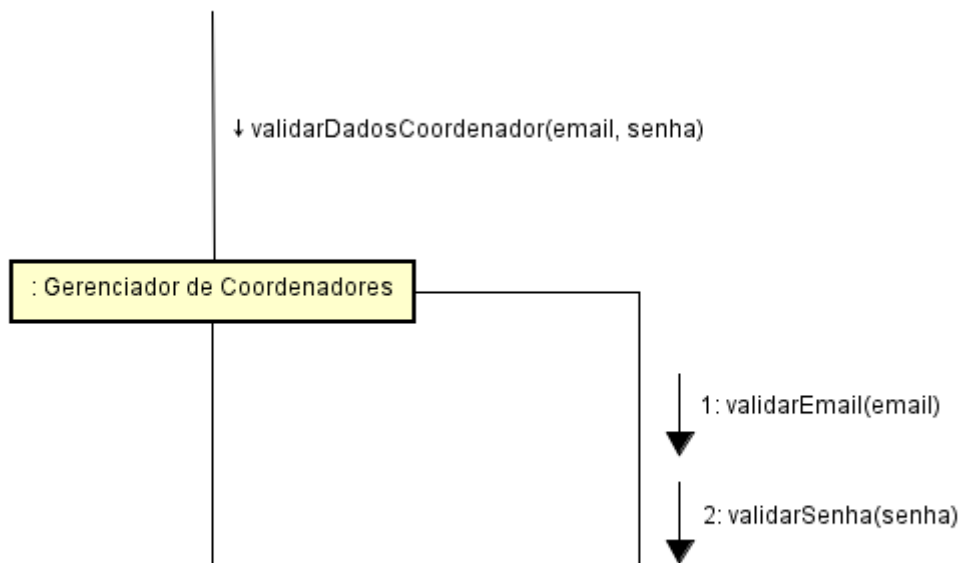 ↓ validarDadosCoordenador(email, senha)
: Gerenciador de Coordenadores
1: validarEmail(email)
2: validarSenha(senha)